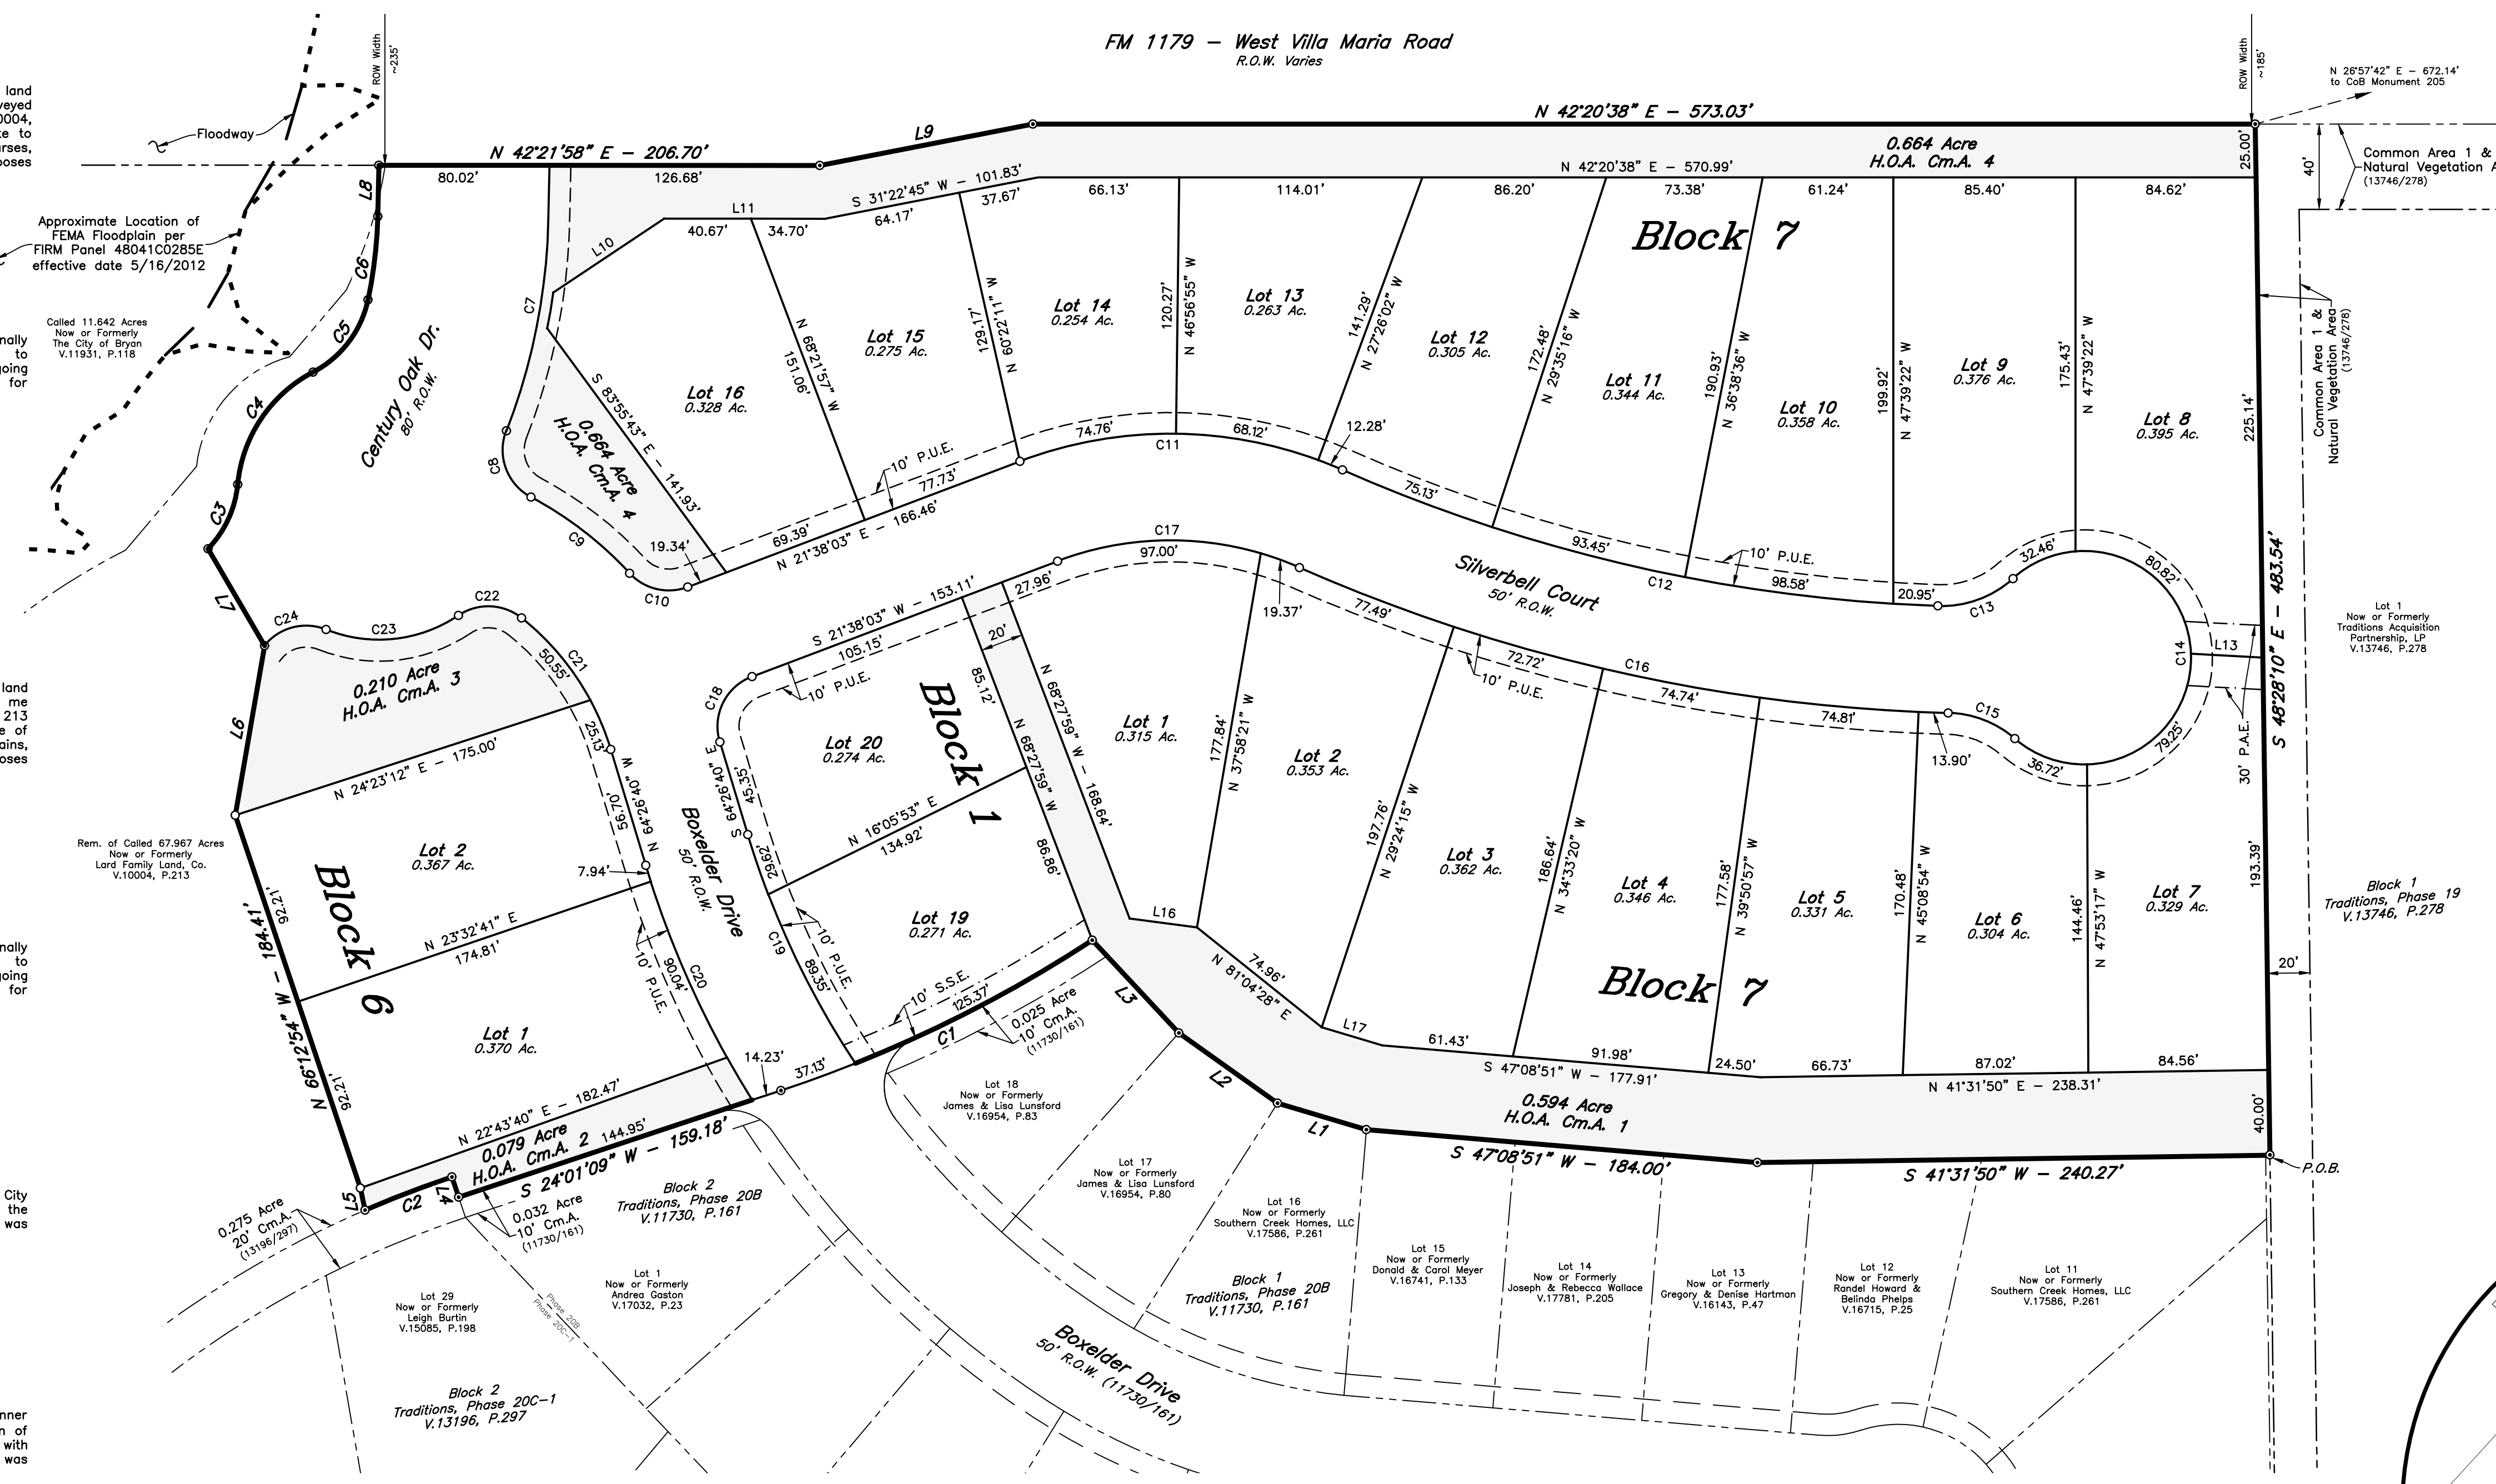 FM 1179 – West Villa Maria Road
R.O.W. Varies
ROW Width
~235'
ROW Width
~185'
N 26°57'42" E – 672.14'
to CoB Monument 205
land
veyed
0004,
te to
urses,
poses
Floodway
N 42°21'58" E – 206.70'
L9
N 42°20'38" E – 573.03'
0.664 Acre
H.O.A. Cm.A. 4
25.00'
40'
Common Area 1 &
Natural Vegetation A
(13746/278)
L8
80.02'
126.68'
S 31°22'45" W – 101.83'
N 42°20'38" E – 570.99'
L11
64.17'
37.67'
66.13'
114.01'
86.20'
73.38'
61.24'
85.40'
84.62'
40.67'
34.70'
L10
Approximate Location of
FEMA Floodplain per
FIRM Panel 48041C0285E
effective date 5/16/2012
C6
C7
C5
Block 7
Called 11.642 Acres
Now or Formerly
The City of Bryan
V.11931, P.118
nally
to
going
for
Century Oak Dr.
80' R.O.W.
Lot 16
0.328 Ac.
151.06'
N 68°21'57" W
Lot 15
0.275 Ac.
129.17'
N 60°22'11" W
Lot 14
0.254 Ac.
120.27'
N 46°56'55" W
Lot 13
0.263 Ac.
141.29'
N 27°26'02" W
Lot 12
0.305 Ac.
172.48'
N 29°35'16" W
Lot 11
0.344 Ac.
190.93'
N 36°38'36" W
Lot 10
0.358 Ac.
199.92'
N 47°39'22" W
Lot 9
0.376 Ac.
175.43'
N 47°39'22" W
Lot 8
0.395 Ac.
225.14'
Common Area 1 &
Natural Vegetation Area
(13746/278)
C4
C8
0.664 Acre
H.O.A. Cm.A. 4
S 83°55'43" E – 141.93'
10' P.U.E.
77.73'
69.39'
N 21°38'03" E – 166.46'
74.76'
C11
68.12'
12.28'
75.13'
93.45'
10' P.U.E.
C12
98.58'
20.95'
32.46'
C13
80.82'
C3
C9
19.34'
C10
L7
C24
C23
C22
C21
50.55'
S 21°38'03" W – 153.11'
27.96'
C17
97.00'
19.37'
77.49'
Silverbell Court
50' R.O.W.
C14
L13
S 48°28'10" E – 483.54'
Lot 1
Now or Formerly
Traditions Acquisition
Partnership, LP
V.13746, P.278
105.15'
20'
0.210 Acre
H.O.A. Cm.A. 3
L6
C18
10' P.U.E.
10' P.U.E.
72.72'
C16
74.74'
74.81'
C15
13.90'
36.72'
79.25'
30' P.A.E.
land
me
213
e of
ains,
oses
N 24°23'12" E – 175.00'
25.13'
N 64°26'40" W
56.70'
S 64°26'40" E
45.35'
Lot 20
0.274 Ac.
Block 1
85.12'
N 68°27'59" W
86.86'
N 68°27'59" W – 168.64'
Lot 1
0.315 Ac.
177.84'
N 37°58'21" W
Lot 2
0.353 Ac.
197.76'
N 29°24'15" W
Rem. of Called 67.967 Acres
Now or Formerly
Lard Family Land, Co.
V.10004, P.213
Lot 2
0.367 Ac.
7.94'
Boxelder Drive
50' R.O.W.
29.62'
N 16°05'53" E
134.92'
Lot 3
0.362 Ac.
186.64'
N 34°33'20" W
Lot 4
0.346 Ac.
177.58'
N 39°50'57" W
Lot 5
0.331 Ac.
170.48'
N 45°08'54" W
Lot 6
0.304 Ac.
144.46'
N 47°53'17" W
Lot 7
0.329 Ac.
193.39'
Block 1
Traditions, Phase 19
V.13746, P.278
20'
Block 6
92.21'
N 66°12'54" W – 184.41'
N 23°32'41" E
174.81'
10' P.U.E.
90.04'
C20
C19
10' P.U.E.
89.35'
Lot 19
0.271 Ac.
L16
74.96'
N 81°04'28" E
L17
nally
to
going
for
10' S.S.E.
125.37'
C1
0.025 Acre
10' Cm.A.
(11730/161)
L3
Block 7
61.43'
91.98'
24.50'
66.73'
87.02'
84.56'
S 47°08'51" W – 177.91'
N 41°31'50" E – 238.31'
Lot 1
0.370 Ac.
92.21'
14.23'
37.13'
N 22°43'40" E – 182.47'
0.079 Acre
H.O.A. Cm.A. 2
144.95'
S 24°01'09" W – 159.18'
L2
L1
0.594 Acre
H.O.A. Cm.A. 1
40.00'
S 47°08'51" W – 184.00'
S 41°31'50" W – 240.27'
P.O.B.
Lot 18
Now or Formerly
James & Lisa Lunsford
V.16954, P.83
L5
C2
L4
City
the
was
0.275 Acre
20' Cm.A.
(13196/297)
0.032 Acre
10' Cm.A.
(11730/161)
Block 2
Traditions, Phase 20B
V.11730, P.161
Lot 17
Now or Formerly
James & Lisa Lunsford
V.16954, P.80
Lot 16
Now or Formerly
Southern Creek Homes, LLC
V.17586, P.261
Lot 15
Now or Formerly
Donald & Carol Meyer
V.16741, P.133
Lot 14
Now or Formerly
Joseph & Rebecca Wallace
V.17781, P.205
Lot 13
Now or Formerly
Gregory & Denise Hartman
V.16143, P.47
Lot 12
Now or Formerly
Randel Howard &
Belinda Phelps
V.16715, P.25
Lot 11
Now or Formerly
Southern Creek Homes, LLC
V.17586, P.261
Lot 29
Now or Formerly
Leigh Burtin
V.15085, P.198
Phase 20B
Phase 20C-1
Lot 1
Now or Formerly
Andrea Gaston
V.17032, P.23
Block 1
Traditions, Phase 20B
V.11730, P.161
Boxelder Drive
50' R.O.W. (11730/161)
Block 2
Traditions, Phase 20C-1
V.13196, P.297
nner
n of
with
was